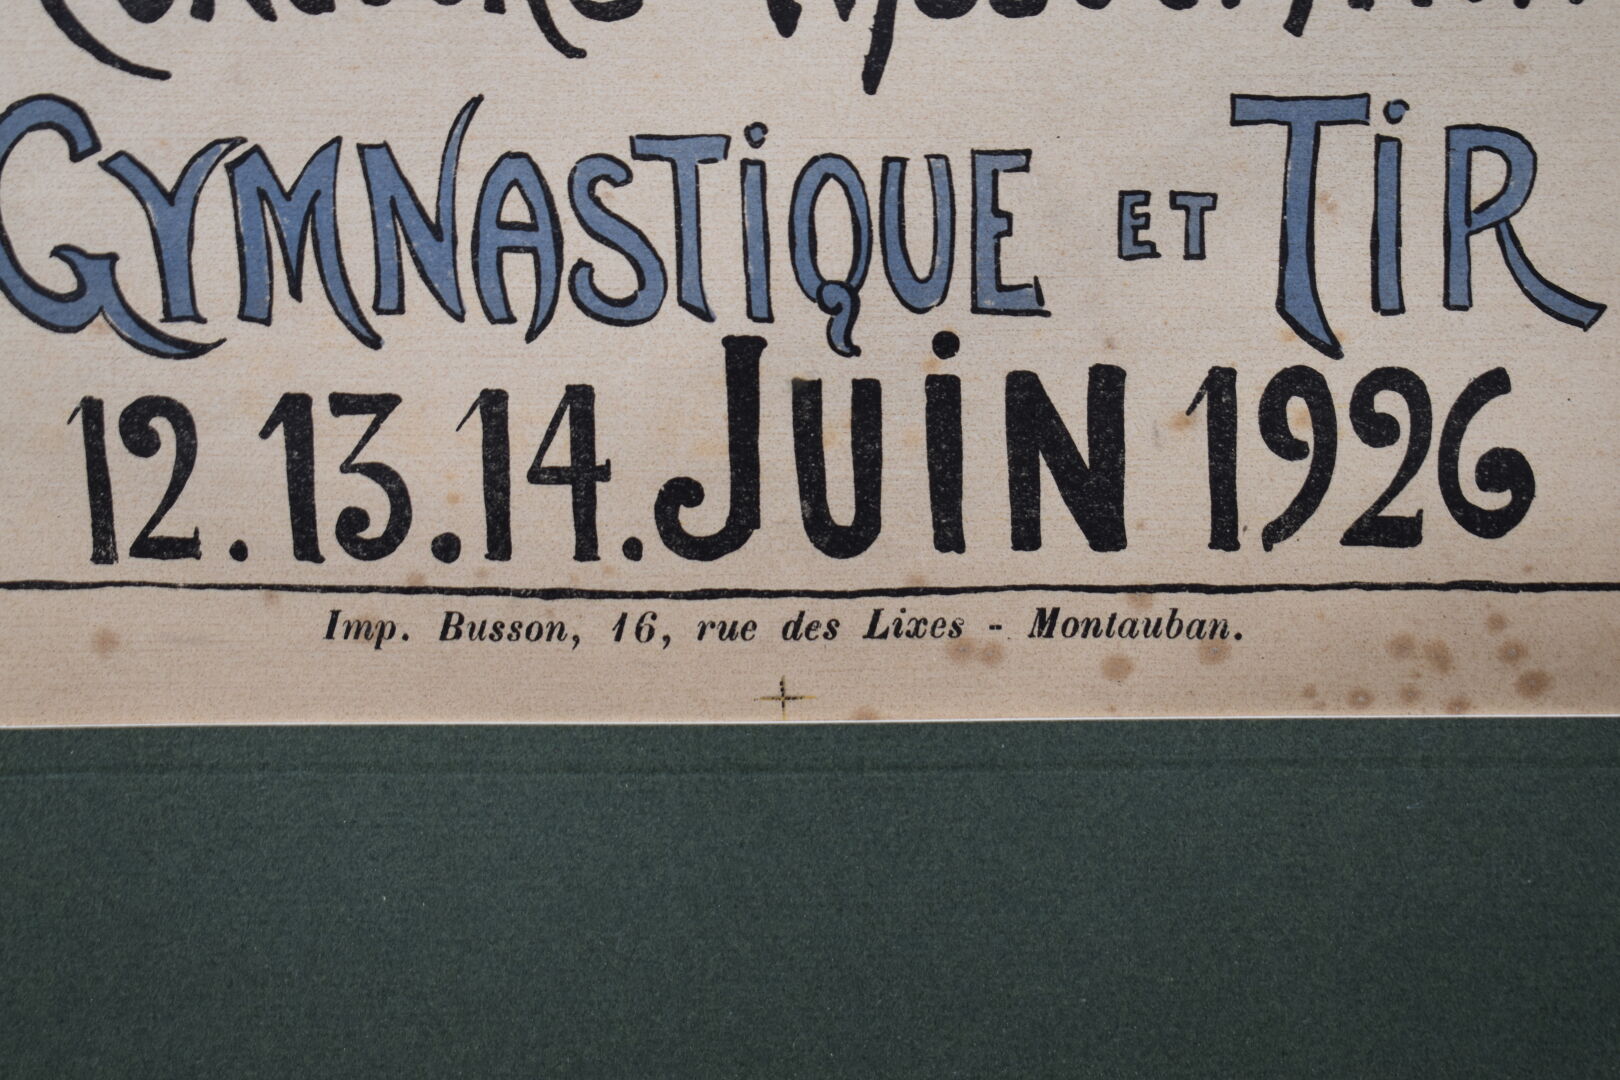 GYMNASTIQUE ET TIR
12.13.14.JUIN 1926
Imp. Busson, 16, rue des Lixes - Montauban.